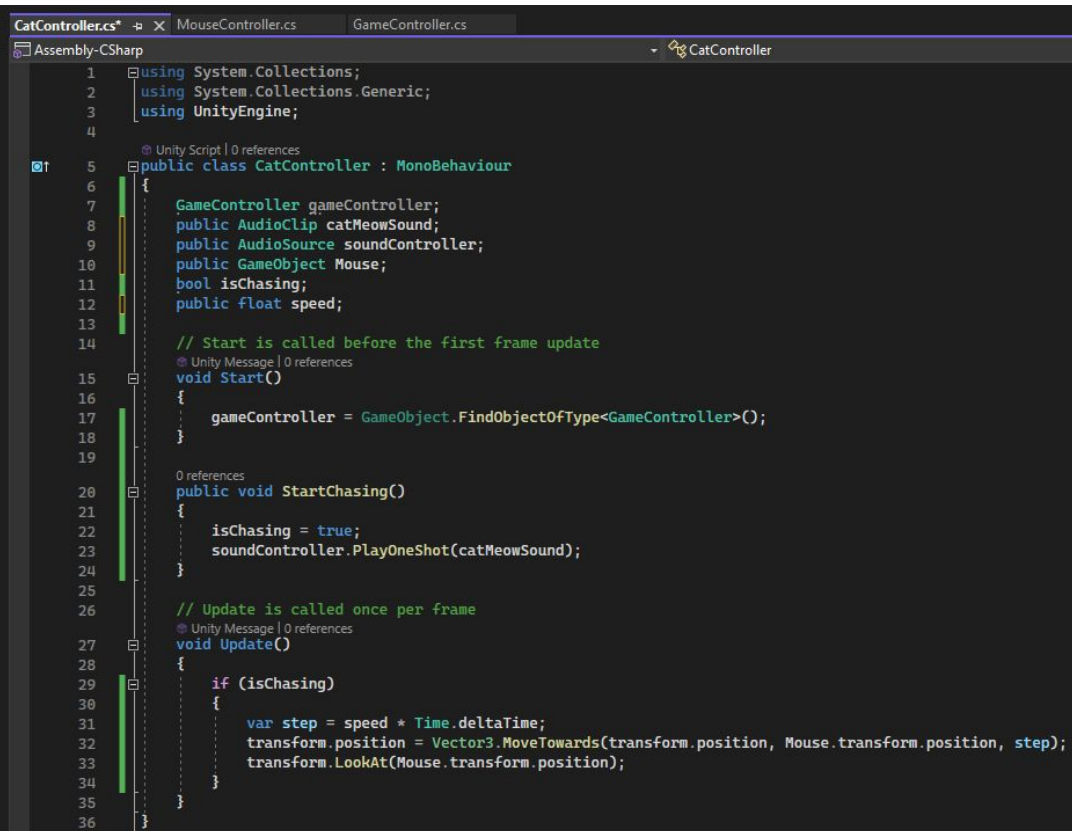 CatController.cs* MouseController.cs GameController.cs
Assembly-CSharp CatController
1 using System.Collections;
2 using System.Collections.Generic;
3 using UnityEngine;
4
Unity Script | 0 references
5 public class CatController : MonoBehaviour
6 {
7 GameController gameController;
8 public AudioClip catMeowSound;
9 public AudioSource soundController;
10 public GameObject Mouse;
11 bool isChasing;
12 public float speed;
13
14 // Start is called before the first frame update
Unity Message | 0 references
15 void Start()
16 {
17 gameController = GameObject.FindObjectOfType<GameController>();
18 }
19
0 references
20 public void StartChasing()
21 {
22 isChasing = true;
23 soundController.PlayOneShot(catMeowSound);
24 }
25
26 // Update is called once per frame
Unity Message | 0 references
27 void Update()
28 {
29 if (isChasing)
30 {
31 var step = speed * Time.deltaTime;
32 transform.position = Vector3.MoveTowards(transform.position, Mouse.transform.position, step);
33 transform.LookAt(Mouse.transform.position);
34 }
35 }
36 }